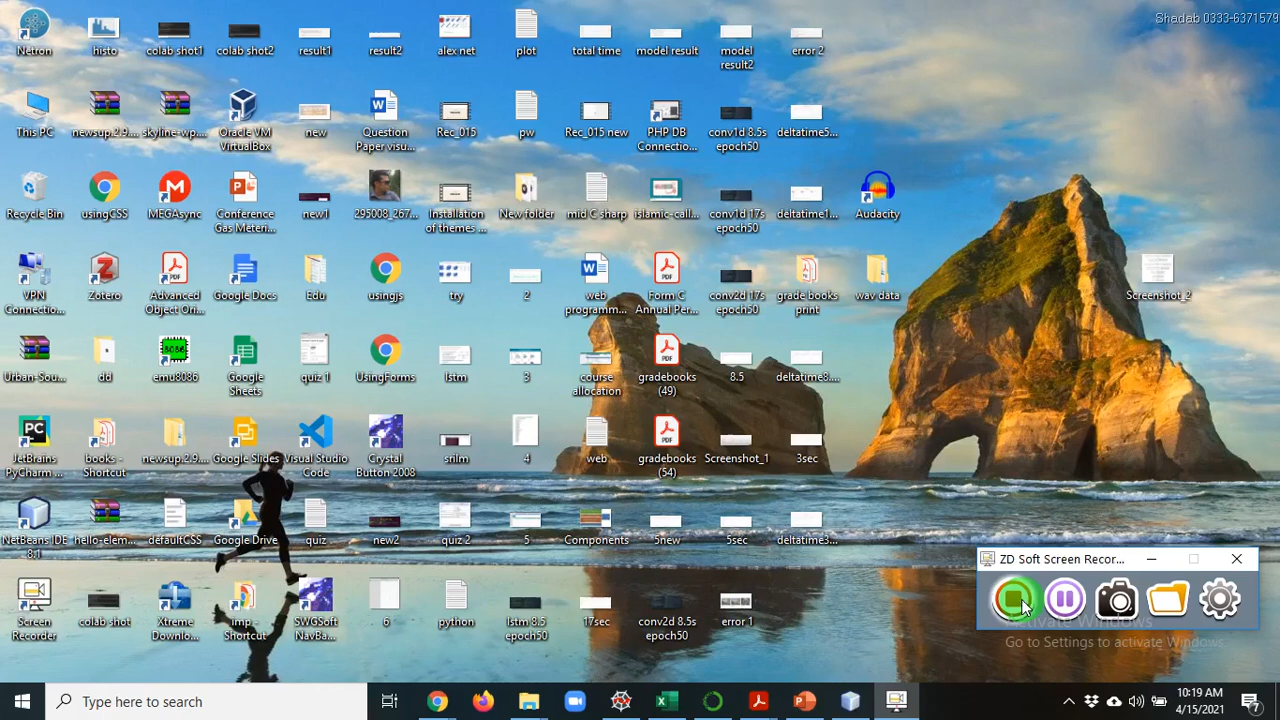 Shadab 0333-6371579
Netron
histo
colab shot1
colab shot2
result1
result2
alex net
plot
total time
model result
model
result2
error 2
This PC
newsup.2.9....
skyline-wp....
Oracle VM
VirtualBox
new
Question
Paper visu...
Rec_015
pw
Rec_015 new
PHP DB
Connectio...
conv1d 8.5s
epoch50
deltatime5...
Recycle Bin
usingCSS
MEGAsync
Conference
Gas Meteri...
new1
295008_267...
Installation
of themes ...
New folder
mid C sharp
islamic-call...
conv1d 17s
epoch50
deltatime1...
Audacity
VPN
Connectio...
Zotero
Advanced
Object Ori...
Google Docs
Edu
usingjs
try
2
web
programm...
Form C
Annual Per...
conv2d 17s
epoch50
grade books
print
wav data
Screenshot_2
Urban-Sou...
dd
emu8086
Google
Sheets
quiz 1
UsingForms
lstm
3
course
allocation
gradebooks
(49)
8.5
deltatime8....
JetBrains
PyCharm ...
books -
Shortcut
newsup.2.9....
Google Slides
Visual Studio
Code
Crystal
Button 2008
srilm
4
web
gradebooks
(54)
Screenshot_1
3sec
NetBeans IDE
8.1
hello-elem...
defaultCSS
Google Drive
quiz
new2
quiz 2
5
Components
5new
5sec
deltatime3...
Screen
Recorder
colab shot
Xtreme
Downlo...
imp -
Shortcut
SWGSoft
NavBa...
6
python
lstm 8.5
epoch50
17sec
conv2d 8.5s
epoch50
error 1
ZD Soft Screen Recor...
Activate Windows
Go to Settings to activate Windows.
Type here to search
10:19 AM
4/15/2021
7